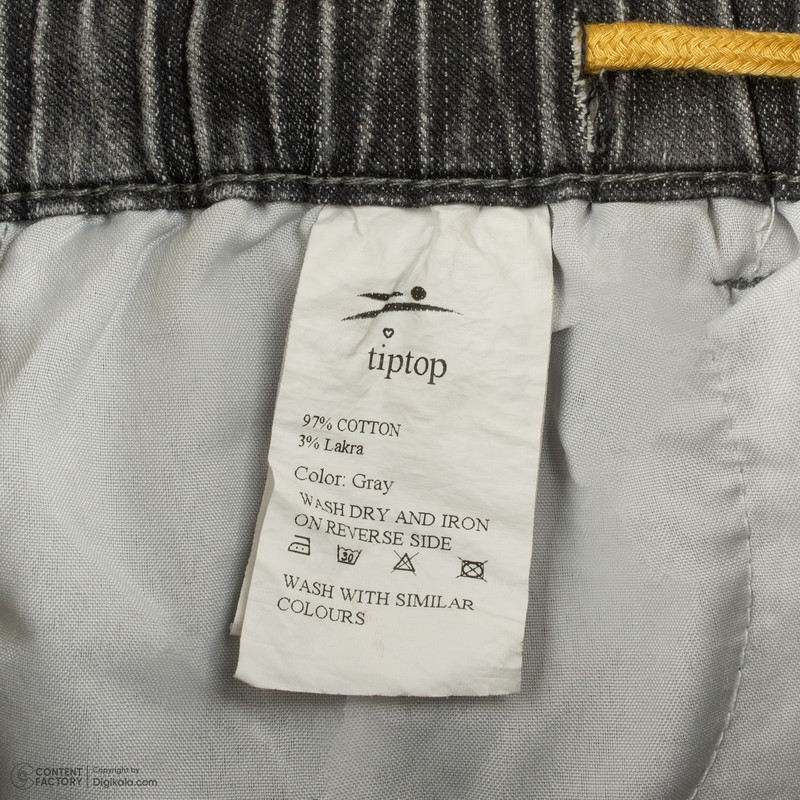 tiptop
97% COTTON
3% Lakra
Color: Gray
WASH DRY AND IRON
ON REVERSE SIDE
30
WASH WITH SIMILAR
COLOURS
CONTENT
FACTORY
Copyright by
Digikala.com